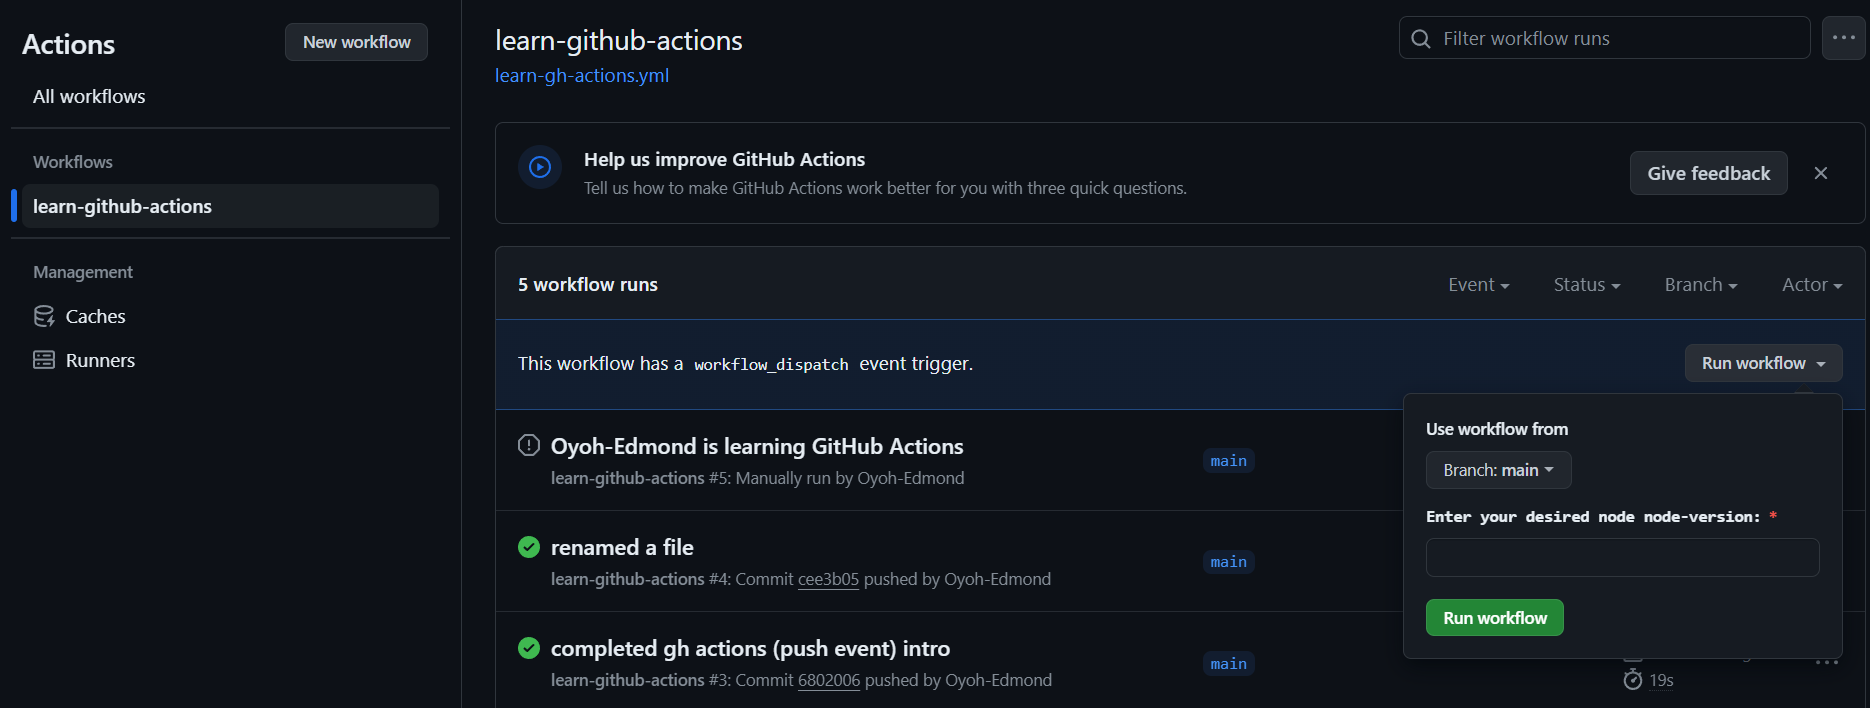 Actions
New workflow
All workflows
Workflows
learn-github-actions
Management
Caches
Runners
learn-github-actions
learn-gh-actions.yml
Filter workflow runs
Help us improve GitHub Actions
Tell us how to make GitHub Actions work better for you with three quick questions.
Give feedback
5 workflow runs
Event
Status
Branch
Actor
This workflow has a workflow_dispatch event trigger.
Run workflow
Use workflow from
Branch: main
Enter your desired node node-version: *
Run workflow
Oyoh-Edmond is learning GitHub Actions
learn-github-actions #5: Manually run by Oyoh-Edmond
main
renamed a file
learn-github-actions #4: Commit cee3b05 pushed by Oyoh-Edmond
main
completed gh actions (push event) intro
learn-github-actions #3: Commit 6802006 pushed by Oyoh-Edmond
main
19s